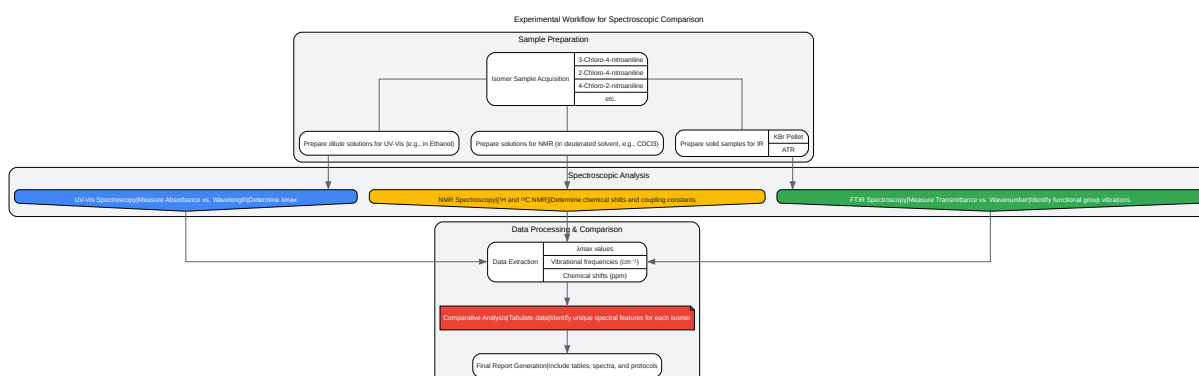 Experimental Workflow for Spectroscopic Comparison
Sample Preparation
Isomer Sample Acquisition
3-Chloro-4-nitroaniline
2-Chloro-4-nitroaniline
4-Chloro-2-nitroaniline
etc.
Prepare dilute solutions for UV-Vis (e.g., in Ethanol)
Prepare solutions for NMR (in deuterated solvent, e.g., CDCl3)
Prepare solid samples for IR
KBr Pellet
ATR
Spectroscopic Analysis
UV-Vis Spectroscopy|Measure Absorbance vs. Wavelength|Determine λmax
NMR Spectroscopy|{¹H and ¹³C NMR}|Determine chemical shifts and coupling constants
FTIR Spectroscopy|Measure Transmittance vs. Wavenumber|Identify functional group vibrations
Data Processing & Comparison
Data Extraction
λmax values
Vibrational frequencies (cm⁻¹)
Chemical shifts (ppm)
Comparative Analysis|Tabulate data|Identify unique spectral features for each isomer
Final Report Generation|Include tables, spectra, and protocols